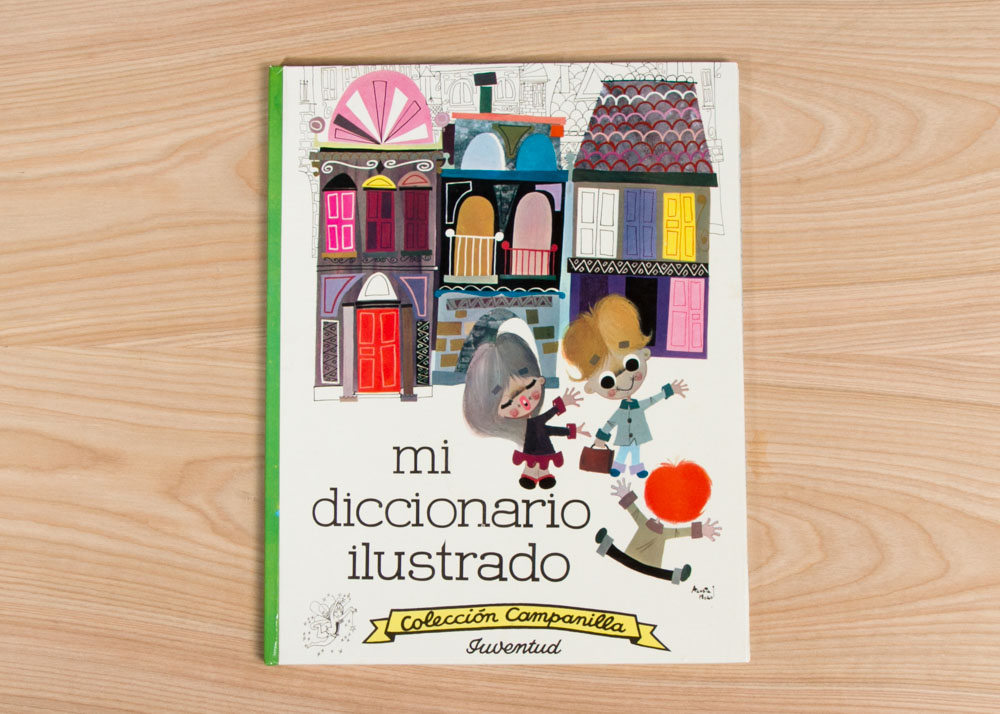 mi
diccionario
ilustrado
Colección Campanilla
Juventud